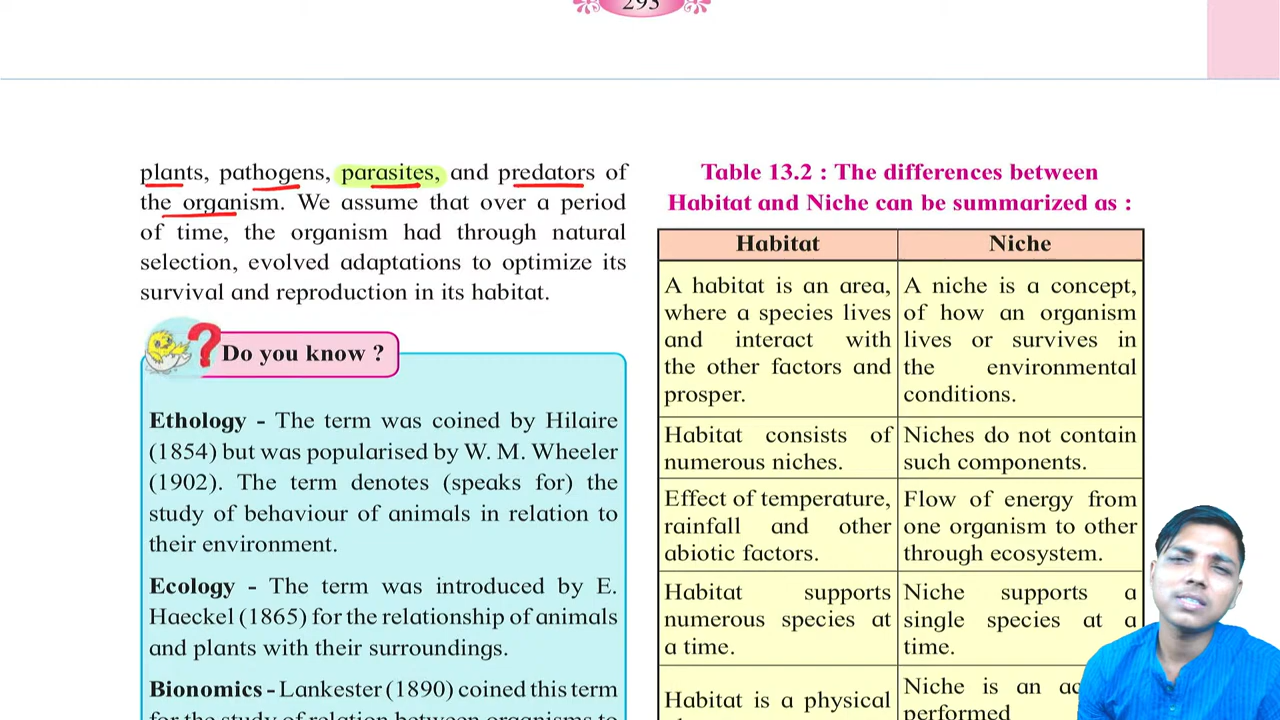 293
plants, pathogens, parasites, and predators of
the organism. We assume that over a period
of time, the organism had through natural
selection, evolved adaptations to optimize its
survival and reproduction in its habitat.
Do you know ?
Ethology - The term was coined by Hilaire
(1854) but was popularised by W. M. Wheeler
(1902). The term denotes (speaks for) the
study of behaviour of animals in relation to
their environment.
Ecology - The term was introduced by E.
Haeckel (1865) for the relationship of animals
and plants with their surroundings.
Bionomics - Lankester (1890) coined this term
for the study of relation between organisms to
Table 13.2 : The differences between
Habitat and Niche can be summarized as :
Habitat
Niche
A habitat is an area,
where a species lives
and interact with
the other factors and
prosper.
A niche is a concept,
of how an organism
lives or survives in
the environmental
conditions.
Habitat consists of
numerous niches.
Niches do not contain
such components.
Effect of temperature,
rainfall and other
abiotic factors.
Flow of energy from
one organism to other
through ecosystem.
Habitat supports
numerous species at
a time.
Niche supports a
single species at a
time.
Habitat is a physical
Niche is an
performed